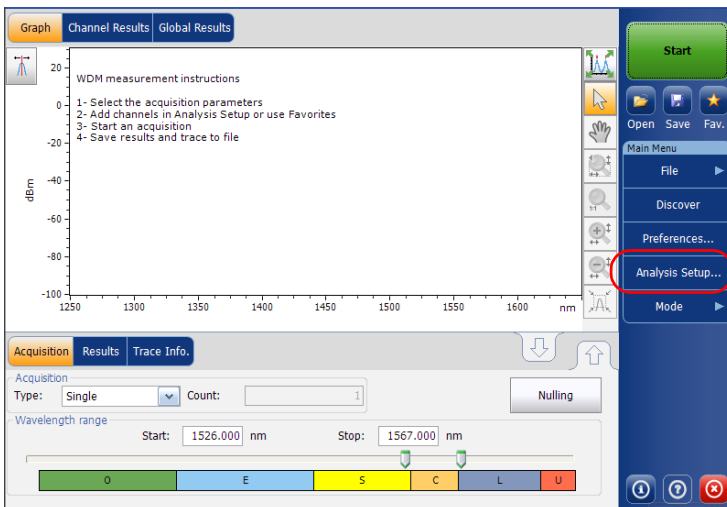 Graph Channel Results Global Results
WDM measurement instructions
1- Select the acquisition parameters
2- Add channels in Analysis Setup or use Favorites
3- Start an acquisition
4- Save results and trace to file
20
0
-20
-40
-60
-80
-100
dBm
1250 1300 1350 1400 1450 1500 1550 1600 nm
1:1
Start
Open Save Fav.
Main Menu
File
Discover
Preferences...
Analysis Setup...
Mode
Acquisition Results Trace Info.
Acquisition
Type: Single Count: 1
Nulling
Wavelength range
Start: 1526.000 nm Stop: 1567.000 nm
O E S C L U